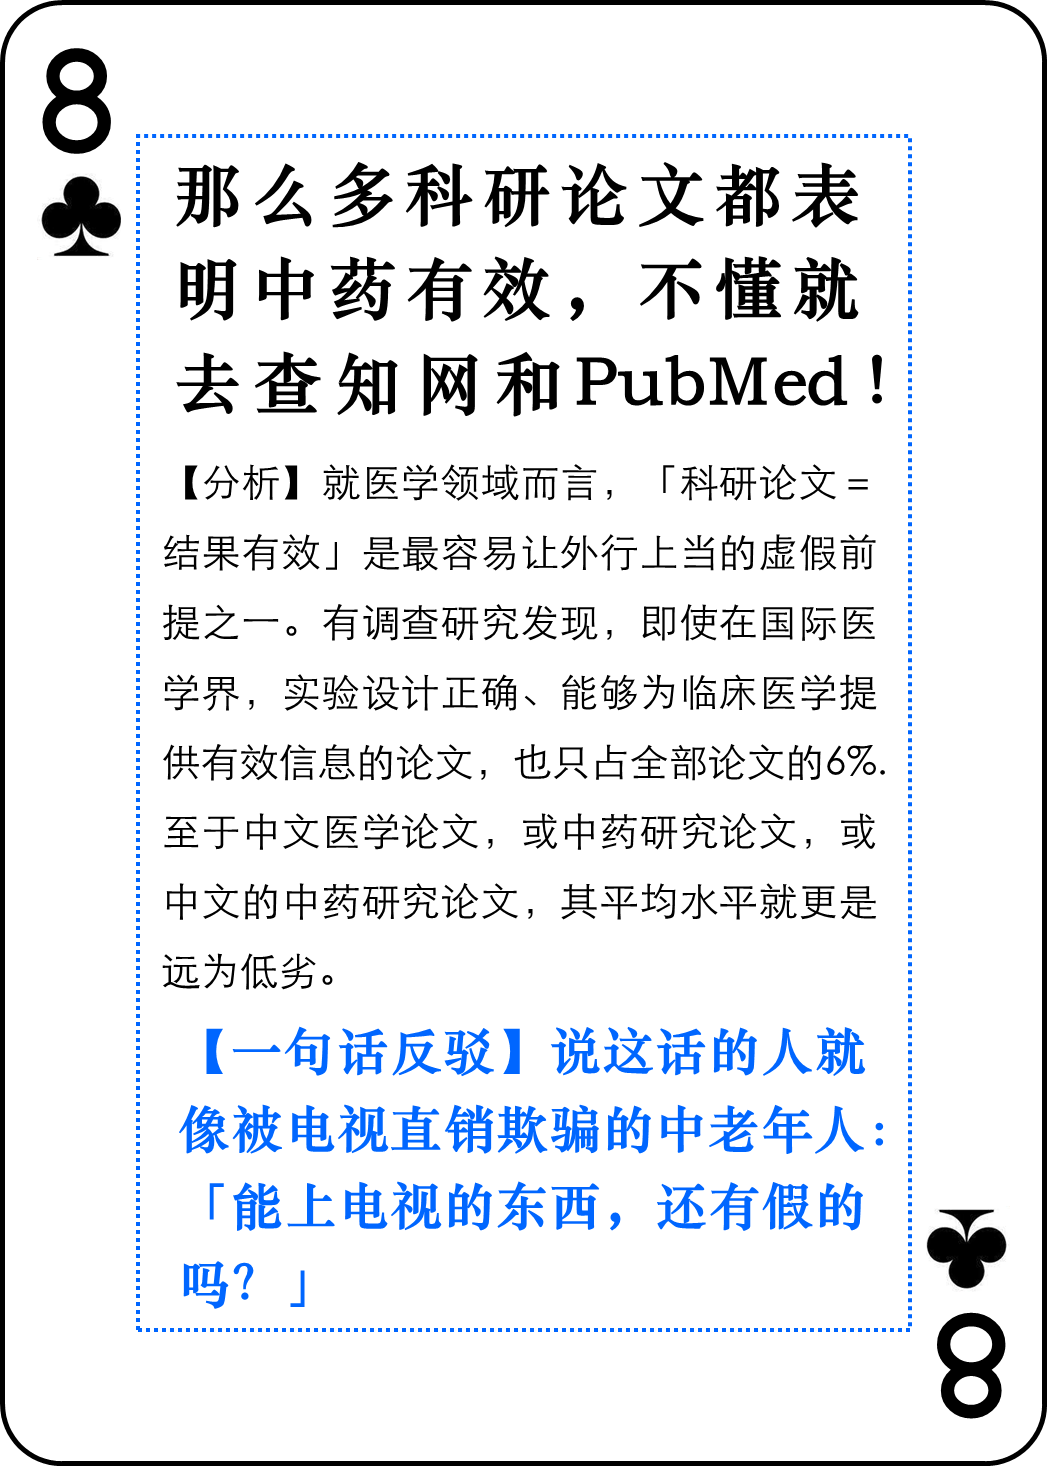 8
那么多科研论文都表
明中药有效，不懂就
去查知网和PubMed！
【分析】就医学领域而言，「科研论文＝
结果有效」是最容易让外行上当的虚假前
提之一。有调查研究发现，即使在国际医
学界，实验设计正确、能够为临床医学提
供有效信息的论文，也只占全部论文的6%.
至于中文医学论文，或中药研究论文，或
中文的中药研究论文，其平均水平就更是
远为低劣。
【一句话反驳】说这话的人就
像被电视直销欺骗的中老年人：
「能上电视的东西，还有假的
吗？」
8